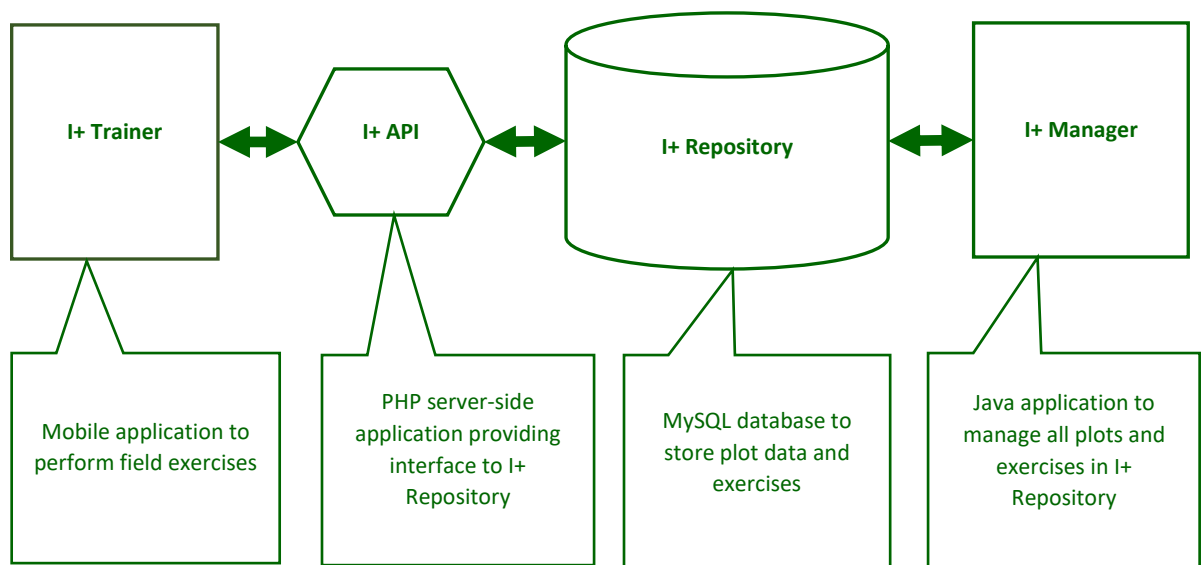 I+ Trainer
I+ API
I+ Repository
I+ Manager
Mobile application to
perform field exercises
PHP server-side
application providing
interface to I+
Repository
MySQL database to
store plot data and
exercises
Java application to
manage all plots and
exercises in I+
Repository